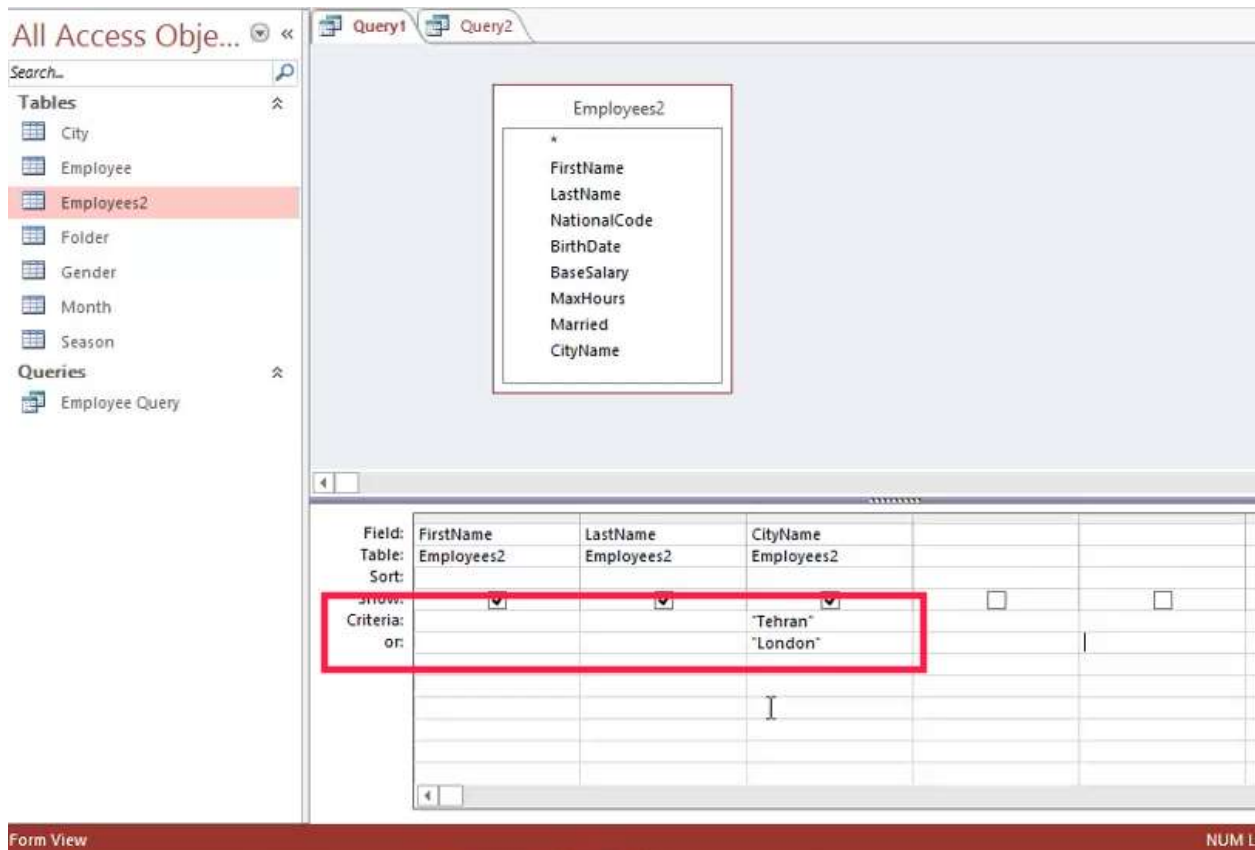 All Access Obje...
Search...
Tables
City
Employee
Employees2
Folder
Gender
Month
Season
Queries
Employee Query
Query1 Query2
Employees2
*
FirstName
LastName
NationalCode
BirthDate
BaseSalary
MaxHours
Married
CityName
Field: FirstName LastName CityName
Table: Employees2 Employees2 Employees2
Sort:
Show:
Criteria: "Tehran"
or: "London"
Form View NUM L